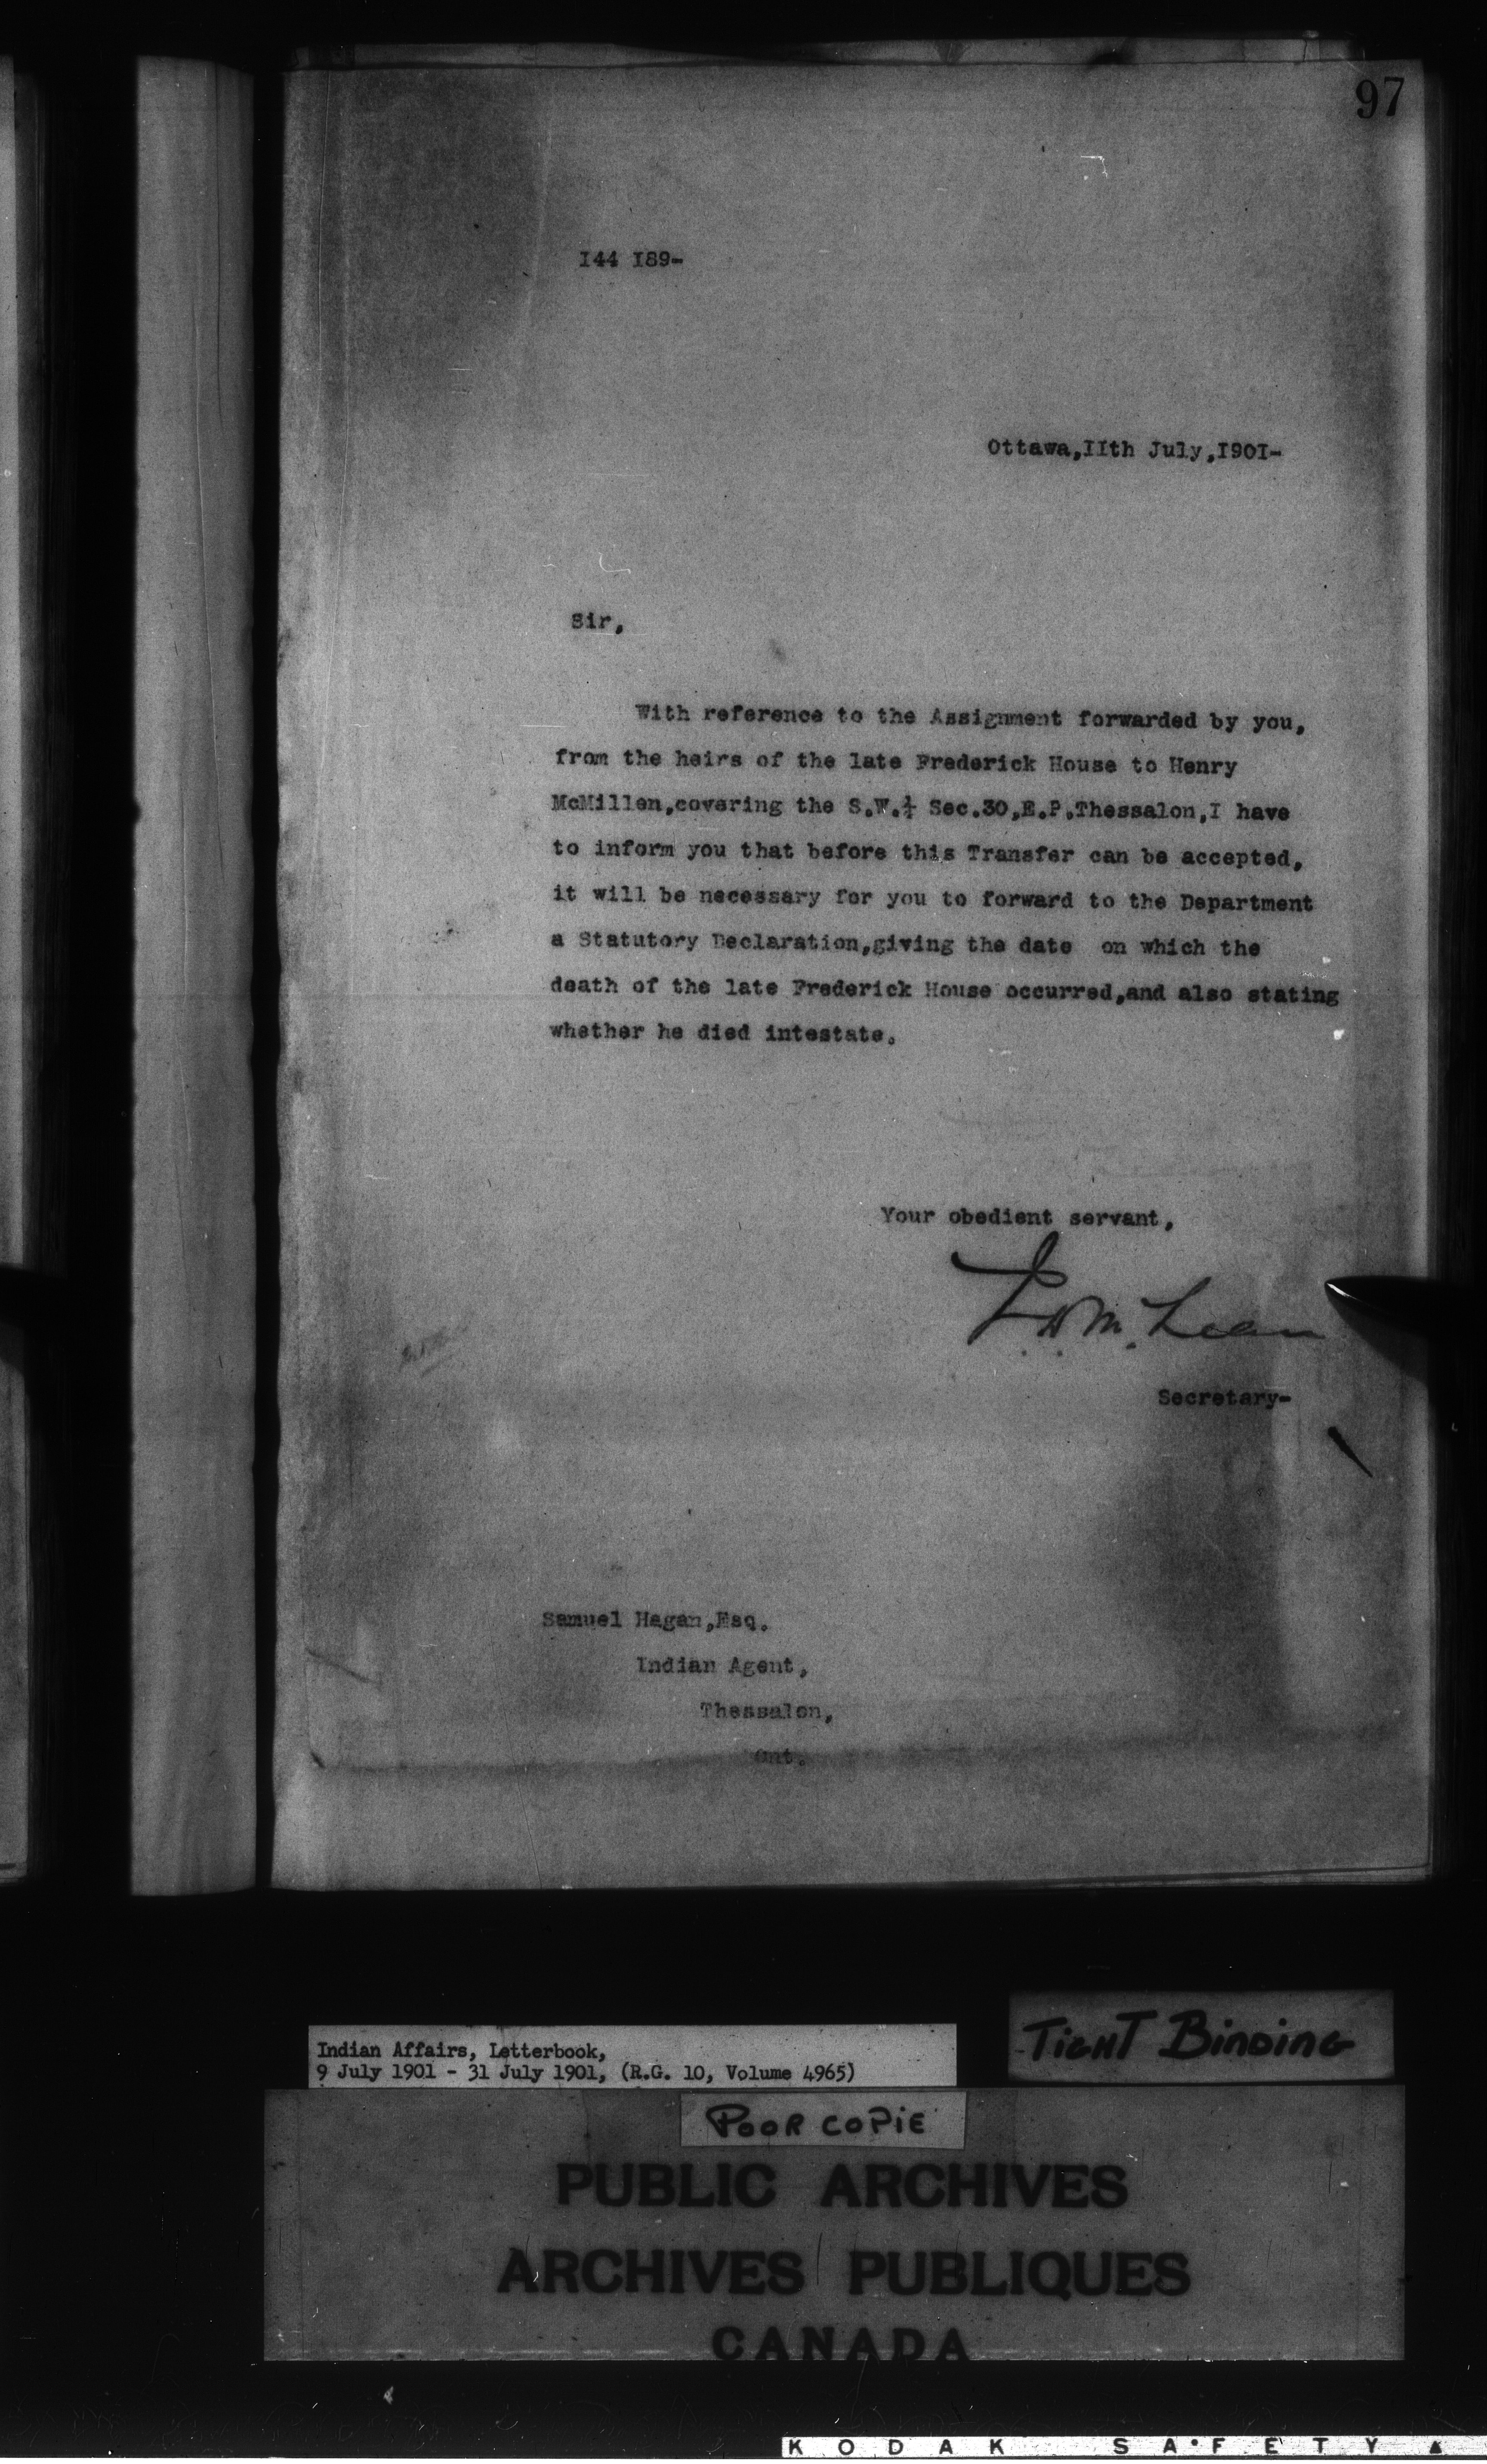 97
I44 I89-
Ottawa,IIth July,I90I-
Sir,
With reference to the Assignment forwarded by you,
from the heirs of the late Frederick House to Henry
McMillen,covering the S.W.¼ Sec.30,E.P.Thessalon,I have
to inform you that before this Transfer can be accepted,
it will be necessary for you to forward to the Department
a Statutory Declaration,giving the date on which the
death of the late Frederick House occurred,and also stating
whether he died intestate.
Your obedient servant,
J.D.McLean
Secretary-
Samuel Hagan,Esq.
Indian Agent,
Thessalon,
Ont.
Indian Affairs, Letterbook,
9 July 1901 - 31 July 1901, (R.G. 10, Volume 4965)
TIGHT BINDING
POOR COPIE
PUBLIC ARCHIVES
ARCHIVES PUBLIQUES
CANADA
KODAK SAFETY